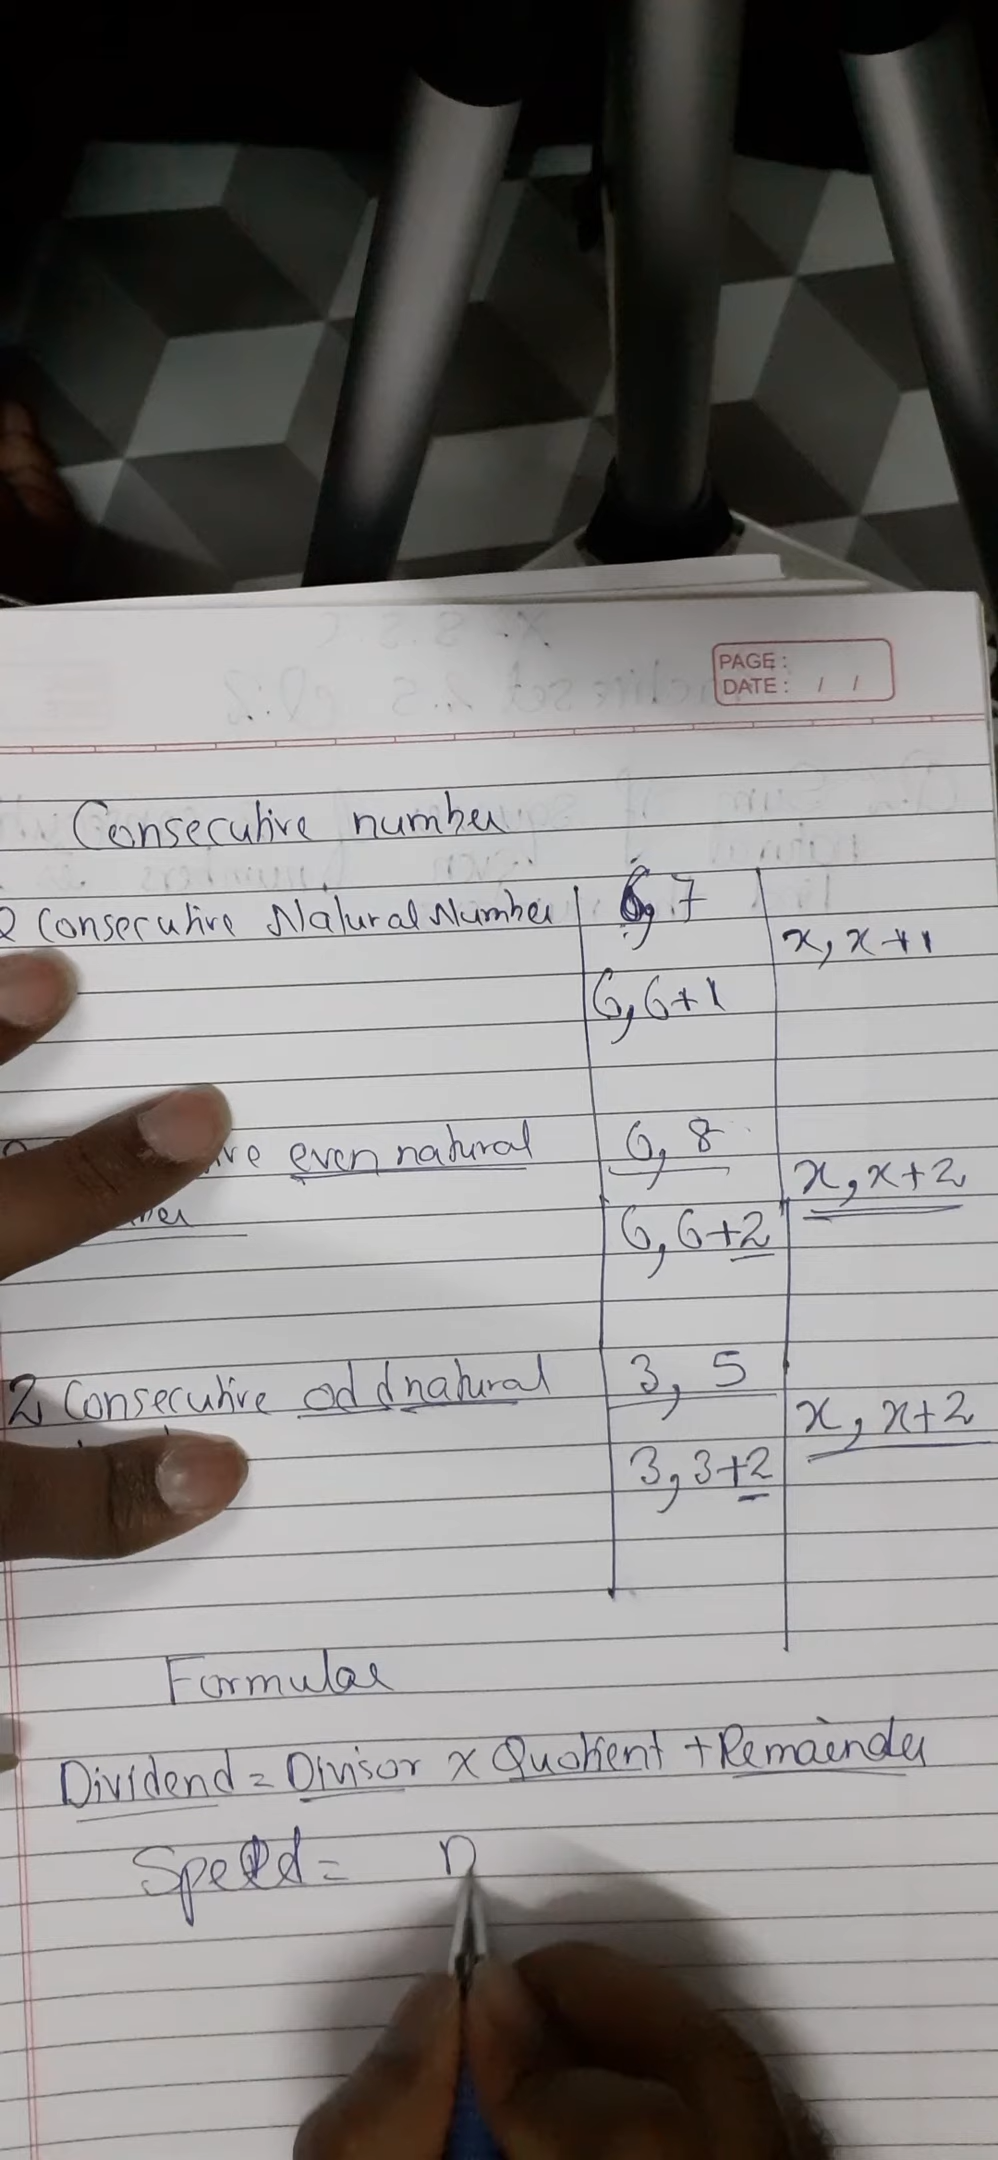 PAGE:
DATE: / /
Consecutive number
2 Consecutive Natural Number 6, 7 x, x+1
6, 6+1
even natural 6, 8 x, x+2
6, 6+2
2 Consecutive odd natural 3, 5 x, x+2
3, 3+2
Formulae
Dividend = Divisor x Quotient + Remainder
Speed = D